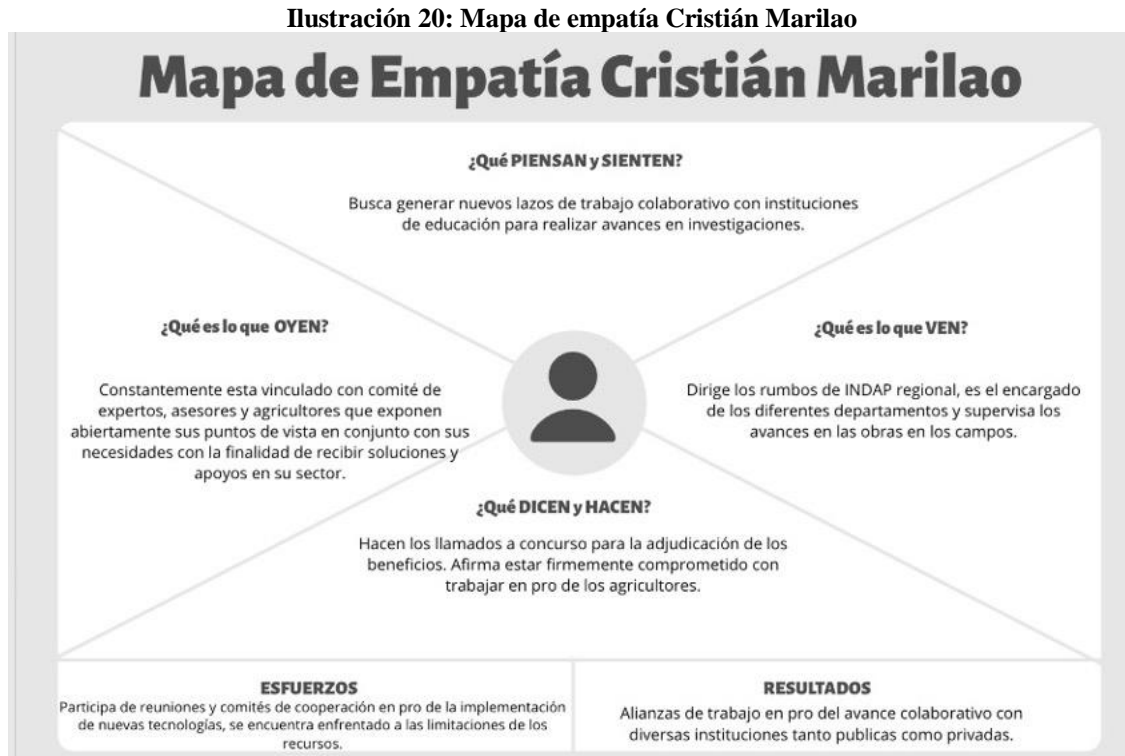 Ilustración 20: Mapa de empatía Cristián Marilao
Mapa de Empatía Cristián Marilao
¿Qué PIENSAN y SIENTEN?
Busca generar nuevos lazos de trabajo colaborativo con instituciones
de educación para realizar avances en investigaciones.
¿Qué es lo que OYEN?
Constantemente esta vinculado con comité de
expertos, asesores y agricultores que exponen
abiertamente sus puntos de vista en conjunto con sus
necesidades con la finalidad de recibir soluciones y
apoyos en su sector.
¿Qué es lo que VEN?
Dirige los rumbos de INDAP regional, es el encargado
de los diferentes departamentos y supervisa los
avances en las obras en los campos.
¿Qué DICEN y HACEN?
Hacen los llamados a concurso para la adjudicación de los
beneficios. Afirma estar firmemente comprometido con
trabajar en pro de los agricultores.
ESFUERZOS
Participa de reuniones y comités de cooperación en pro de la implementación
de nuevas tecnologías, se encuentra enfrentado a las limitaciones de los
recursos.
RESULTADOS
Alianzas de trabajo en pro del avance colaborativo con
diversas instituciones tanto publicas como privadas.